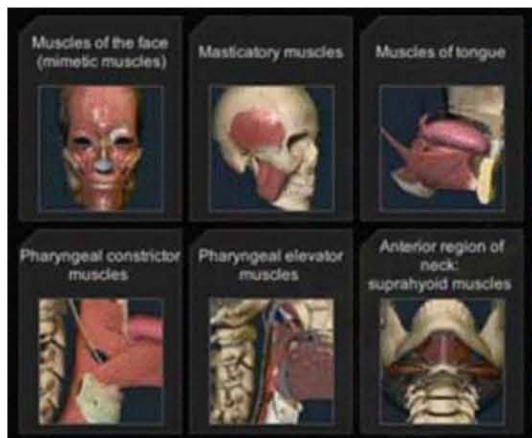 Muscles of the face
(mimetic muscles)
Masticatory muscles
Muscles of tongue
Pharyngeal constrictor
muscles
Pharyngeal elevator
muscles
Anterior region of
neck:
suprahyoid muscles